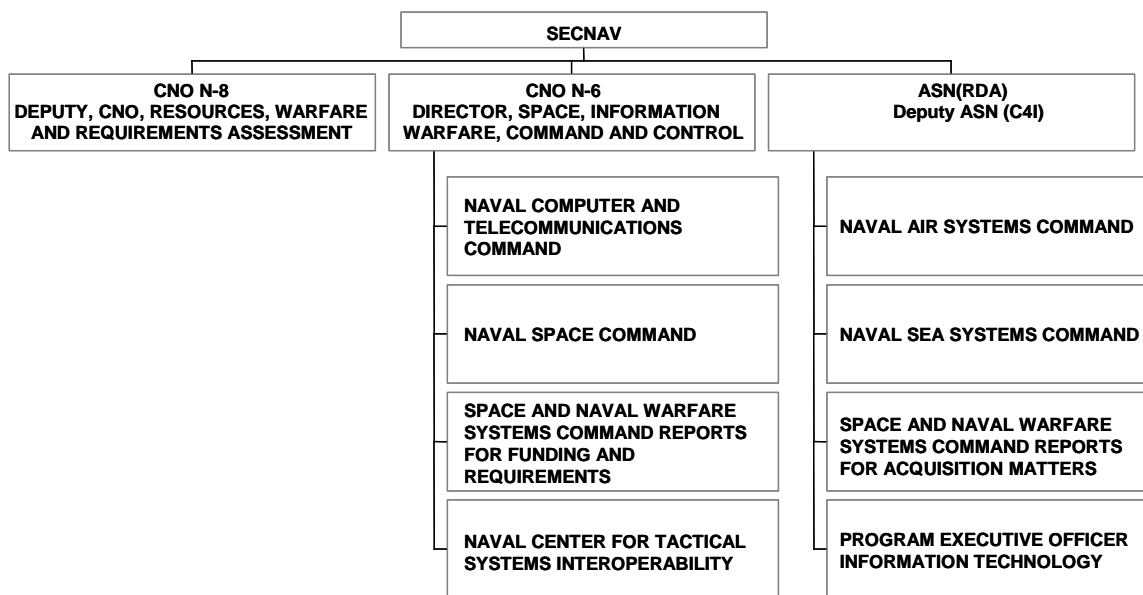 SECNAV
CNO N-8
DEPUTY, CNO, RESOURCES, WARFARE
AND REQUIREMENTS ASSESSMENT
CNO N-6
DIRECTOR, SPACE, INFORMATION
WARFARE, COMMAND AND CONTROL
ASN(RDA)
Deputy ASN (C4I)
NAVAL COMPUTER AND
TELECOMMUNICATIONS
COMMAND
NAVAL SPACE COMMAND
SPACE AND NAVAL WARFARE
SYSTEMS COMMAND REPORTS
FOR FUNDING AND
REQUIREMENTS
NAVAL CENTER FOR TACTICAL
SYSTEMS INTEROPERABILITY
NAVAL AIR SYSTEMS COMMAND
NAVAL SEA SYSTEMS COMMAND
SPACE AND NAVAL WARFARE
SYSTEMS COMMAND REPORTS
FOR ACQUISITION MATTERS
PROGRAM EXECUTIVE OFFICER
INFORMATION TECHNOLOGY